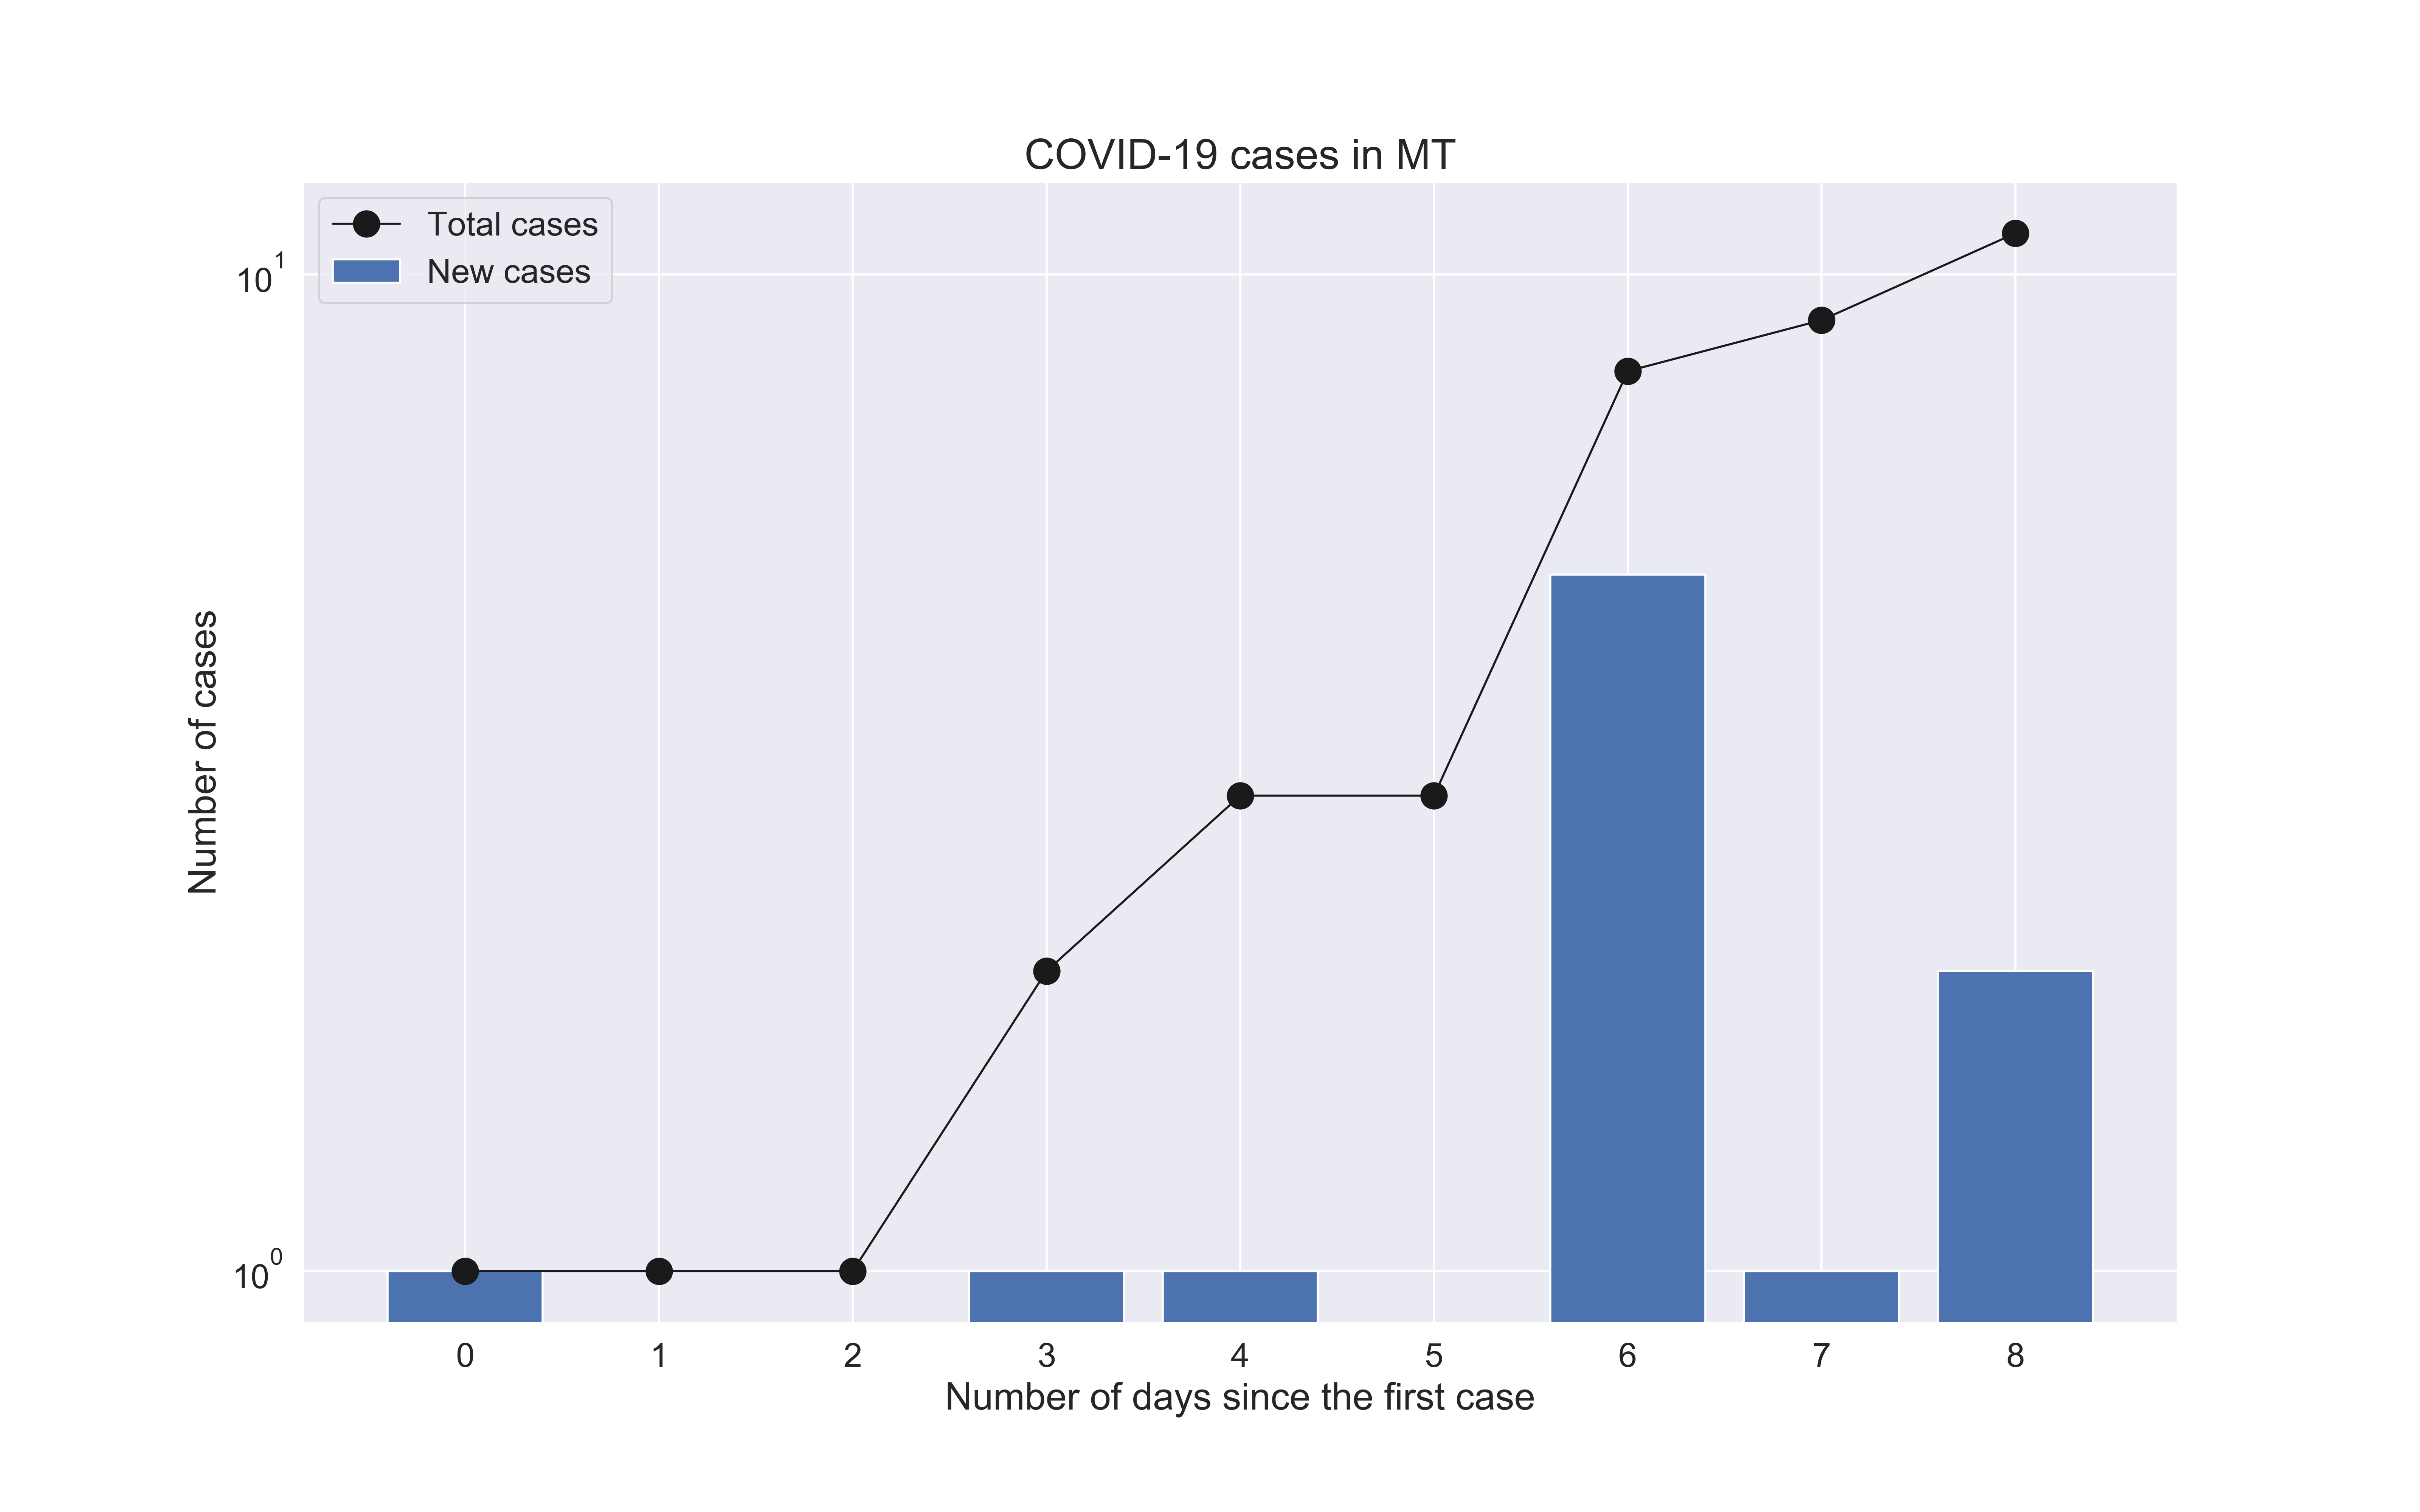 COVID-19 cases in MT
Total cases
New cases
10^1
10^0
Number of cases
0 1 2 3 4 5 6 7 8
Number of days since the first case